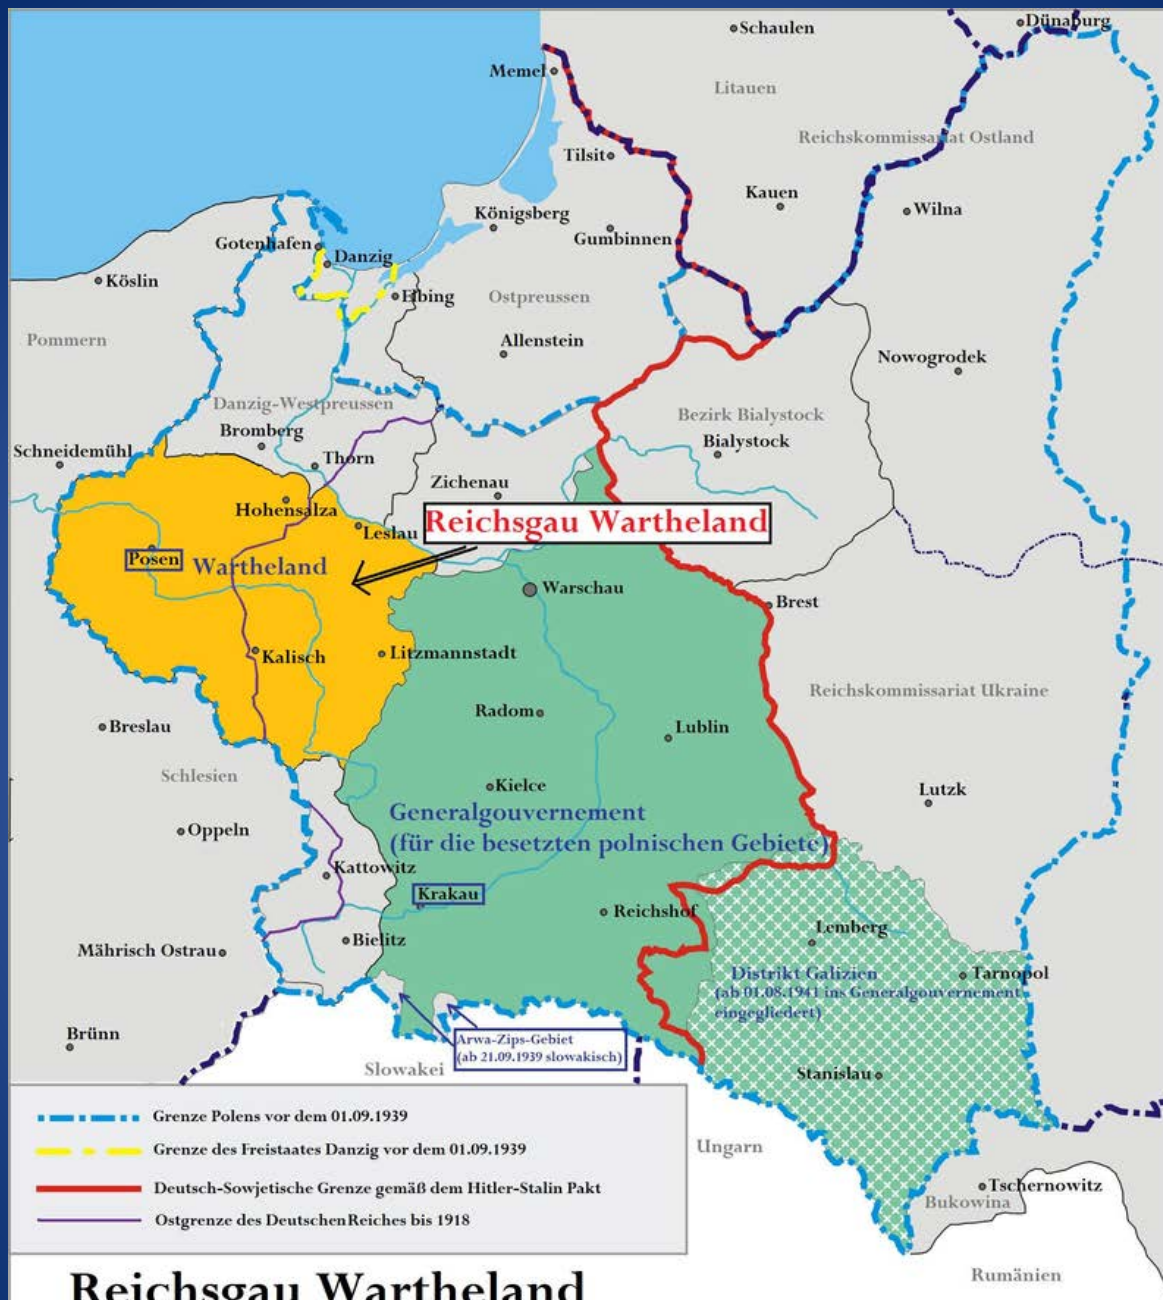 Dünaburg
Schaulen
Memel
Litauen
Reichskommissariat Ostland
Tilsit
Kauen
Wilna
Königsberg
Gumbinnen
Gotenhafen
Danzig
Köslin
Elbing
Ostpreussen
Pommern
Allenstein
Nowogrodek
Danzig-Westpreussen
Bezirk Bialystock
Bromberg
Bialystock
Schneidemühl
Thorn
Zichenau
Hohensalza
Reichsgau Wartheland
Leslau
Posen
Wartheland
Warschau
Brest
Kalisch
Litzmannstadt
Reichskommissariat Ukraine
Radom
Breslau
Lublin
Schlesien
Kielce
Lutzk
Generalgouvernement
(für die besetzten polnischen Gebiete)
Oppeln
Kattowitz
Krakau
Reichshof
Lemberg
Bielitz
Mährisch Ostrau
Distrikt Galizien
(ab 01.08.1941 ins Generalgouvernement
eingegliedert)
Tarnopol
Brünn
Arwa-Zips-Gebiet
(ab 21.09.1939 slowakisch)
Slowakei
Stanislau
Grenze Polens vor dem 01.09.1939
Grenze des Freistaates Danzig vor dem 01.09.1939
Ungarn
Deutsch-Sowjetische Grenze gemäß dem Hitler-Stalin Pakt
Tschernowitz
Bukowina
Ostgrenze des DeutschenReiches bis 1918
Rumänien
Reichsgau Wartheland